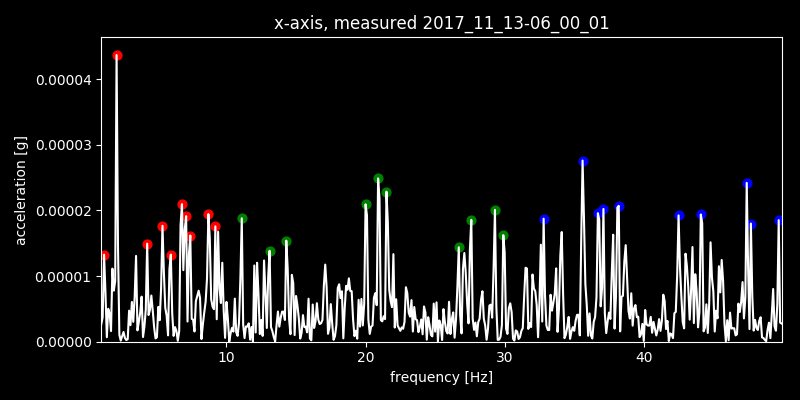 x-axis, measured 2017_11_13-06_00_01
acceleration [g]
0.00004
0.00003
0.00002
0.00001
0.00000
10 20 30 40
frequency [Hz]